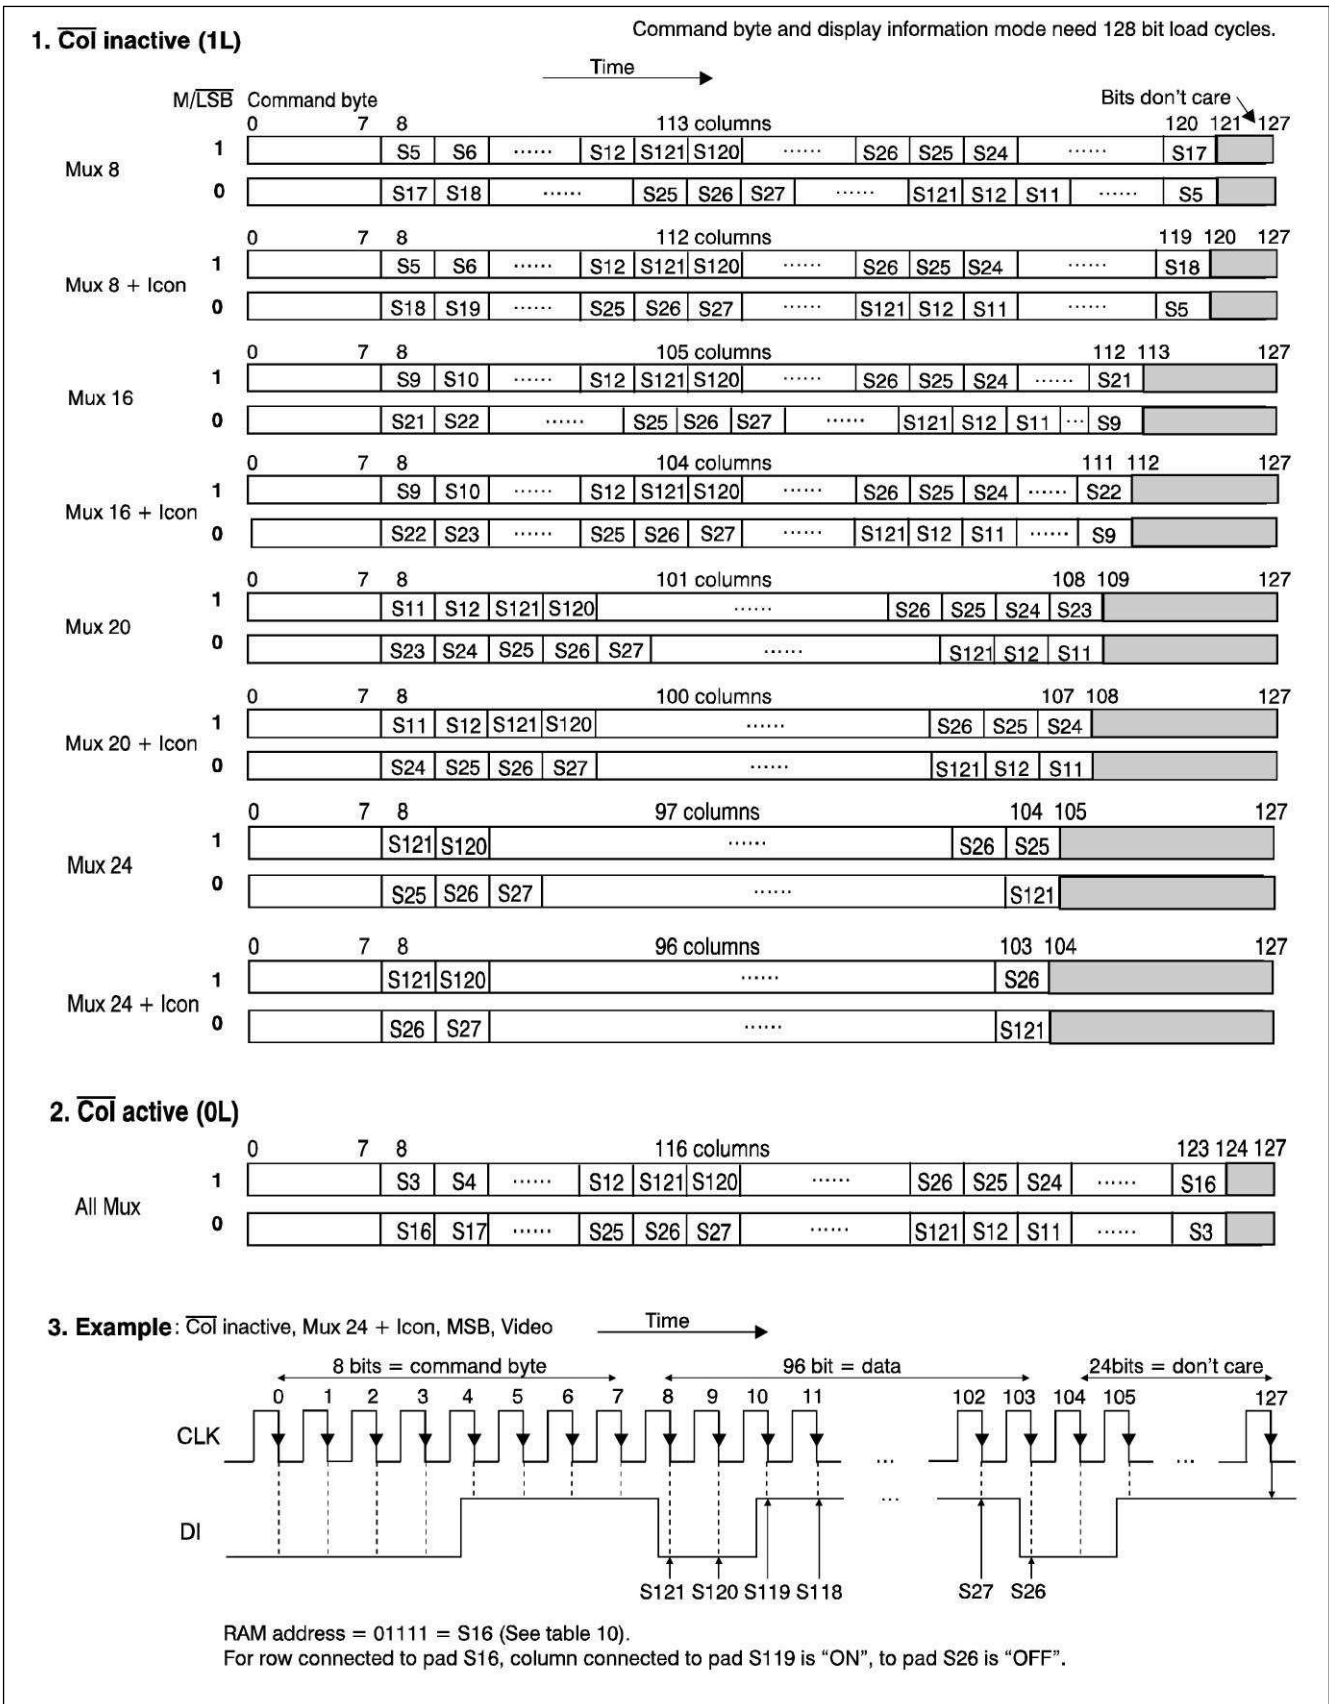 1. Col inactive (1L)
Command byte and display information mode need 128 bit load cycles.
Time
M/LSB Command byte
Bits don't care
0 7 8 113 columns 120 121 127
Mux 8
1 S5 S6 ...... S12 S121 S120 ...... S26 S25 S24 ...... S17
0 S17 S18 ...... S25 S26 S27 ...... S121 S12 S11 ...... S5
0 7 8 112 columns 119 120 127
Mux 8 + Icon
1 S5 S6 ...... S12 S121 S120 ...... S26 S25 S24 ...... S18
0 S18 S19 ...... S25 S26 S27 ...... S121 S12 S11 ...... S5
0 7 8 105 columns 112 113 127
Mux 16
1 S9 S10 ...... S12 S121 S120 ...... S26 S25 S24 ...... S21
0 S21 S22 ...... S25 S26 S27 ...... S121 S12 S11 ... S9
0 7 8 104 columns 111 112 127
Mux 16 + Icon
1 S9 S10 ...... S12 S121 S120 ...... S26 S25 S24 ...... S22
0 S22 S23 ...... S25 S26 S27 ...... S121 S12 S11 ...... S9
0 7 8 101 columns 108 109 127
Mux 20
1 S11 S12 S121 S120 ...... S26 S25 S24 S23
0 S23 S24 S25 S26 S27 ...... S121 S12 S11
0 7 8 100 columns 107 108 127
Mux 20 + Icon
1 S11 S12 S121 S120 ...... S26 S25 S24
0 S24 S25 S26 S27 ...... S121 S12 S11
0 7 8 97 columns 104 105 127
Mux 24
1 S121 S120 ...... S26 S25
0 S25 S26 S27 ...... S121
0 7 8 96 columns 103 104 127
Mux 24 + Icon
1 S121 S120 ...... S26
0 S26 S27 ...... S121
2. Col active (0L)
0 7 8 116 columns 123 124 127
All Mux
1 S3 S4 ...... S12 S121 S120 ...... S26 S25 S24 ...... S16
0 S16 S17 ...... S25 S26 S27 ...... S121 S12 S11 ...... S3
3. Example: Col inactive, Mux 24 + Icon, MSB, Video
Time
8 bits = command byte 96 bit = data 24bits = don't care
0 1 2 3 4 5 6 7 8 9 10 11 102 103 104 105 127
CLK ... ...
DI ...
S121 S120 S119 S118 S27 S26
RAM address = 01111 = S16 (See table 10).
For row connected to pad S16, column connected to pad S119 is “ON”, to pad S26 is “OFF”.